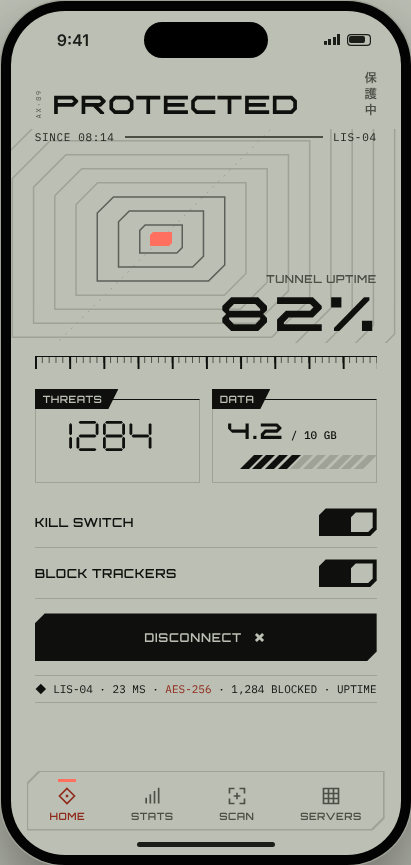 9:41
AX-09
PROTECTED
保護中
SINCE 08:14
LIS-04
TUNNEL UPTIME
82%
THREATS
1284
DATA
4.2 / 10 GB
KILL SWITCH
BLOCK TRACKERS
DISCONNECT ✖
◆ LIS-04 · 23 MS · AES-256 · 1,284 BLOCKED · UPTIME
HOME
STATS
SCAN
SERVERS